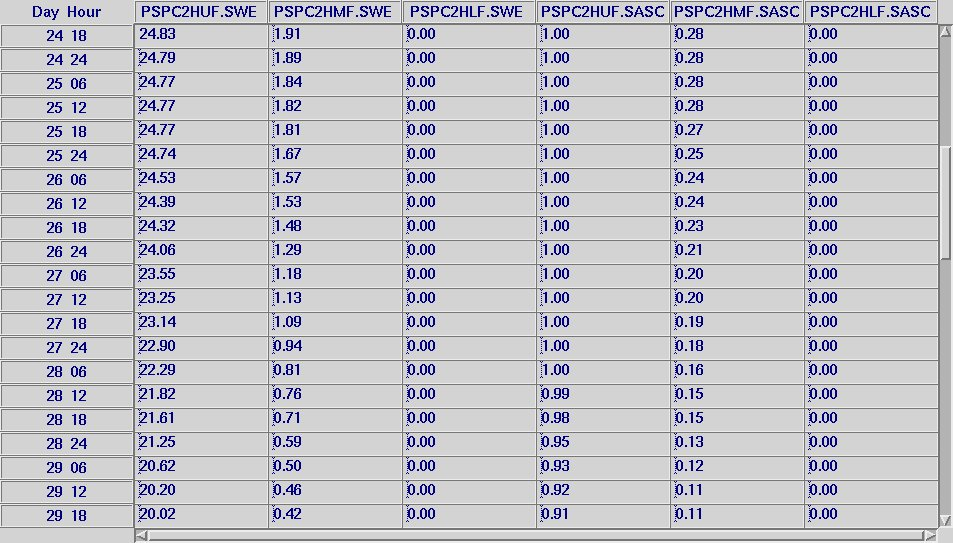 Day Hour PSPC2HUF.SWE PSPC2HMF.SWE PSPC2HLF.SWE PSPC2HUF.SASC PSPC2HMF.SASC PSPC2HLF.SASC
24 18 24.83 1.91 0.00 1.00 0.28 0.00
24 24 24.79 1.89 0.00 1.00 0.28 0.00
25 06 24.77 1.84 0.00 1.00 0.28 0.00
25 12 24.77 1.82 0.00 1.00 0.28 0.00
25 18 24.77 1.81 0.00 1.00 0.27 0.00
25 24 24.74 1.67 0.00 1.00 0.25 0.00
26 06 24.53 1.57 0.00 1.00 0.24 0.00
26 12 24.39 1.53 0.00 1.00 0.24 0.00
26 18 24.32 1.48 0.00 1.00 0.23 0.00
26 24 24.06 1.29 0.00 1.00 0.21 0.00
27 06 23.55 1.18 0.00 1.00 0.20 0.00
27 12 23.25 1.13 0.00 1.00 0.20 0.00
27 18 23.14 1.09 0.00 1.00 0.19 0.00
27 24 22.90 0.94 0.00 1.00 0.18 0.00
28 06 22.29 0.81 0.00 1.00 0.16 0.00
28 12 21.82 0.76 0.00 0.99 0.15 0.00
28 18 21.61 0.71 0.00 0.98 0.15 0.00
28 24 21.25 0.59 0.00 0.95 0.13 0.00
29 06 20.62 0.50 0.00 0.93 0.12 0.00
29 12 20.20 0.46 0.00 0.92 0.11 0.00
29 18 20.02 0.42 0.00 0.91 0.11 0.00